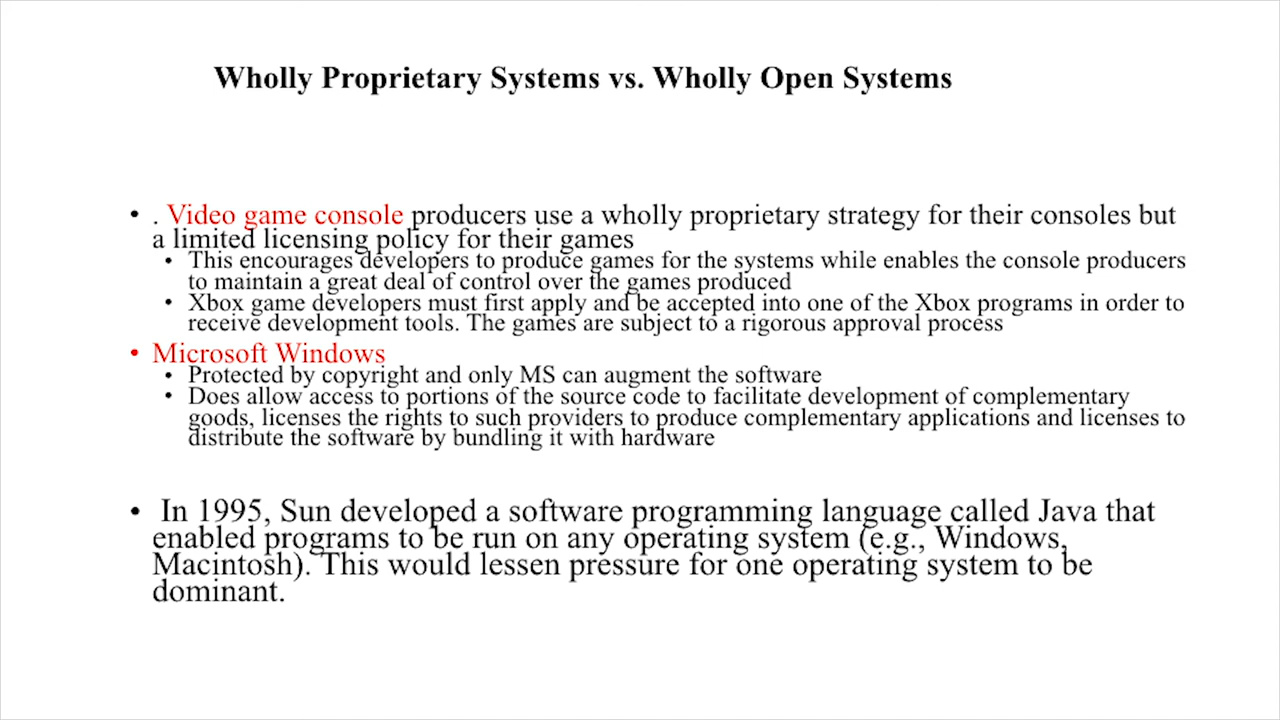 Wholly Proprietary Systems vs. Wholly Open Systems
• . Video game console producers use a wholly proprietary strategy for their consoles but
a limited licensing policy for their games
• This encourages developers to produce games for the systems while enables the console producers
to maintain a great deal of control over the games produced
• Xbox game developers must first apply and be accepted into one of the Xbox programs in order to
receive development tools. The games are subject to a rigorous approval process
• Microsoft Windows
• Protected by copyright and only MS can augment the software
• Does allow access to portions of the source code to facilitate development of complementary
goods, licenses the rights to such providers to produce complementary applications and licenses to
distribute the software by bundling it with hardware
• In 1995, Sun developed a software programming language called Java that
enabled programs to be run on any operating system (e.g., Windows,
Macintosh). This would lessen pressure for one operating system to be
dominant.